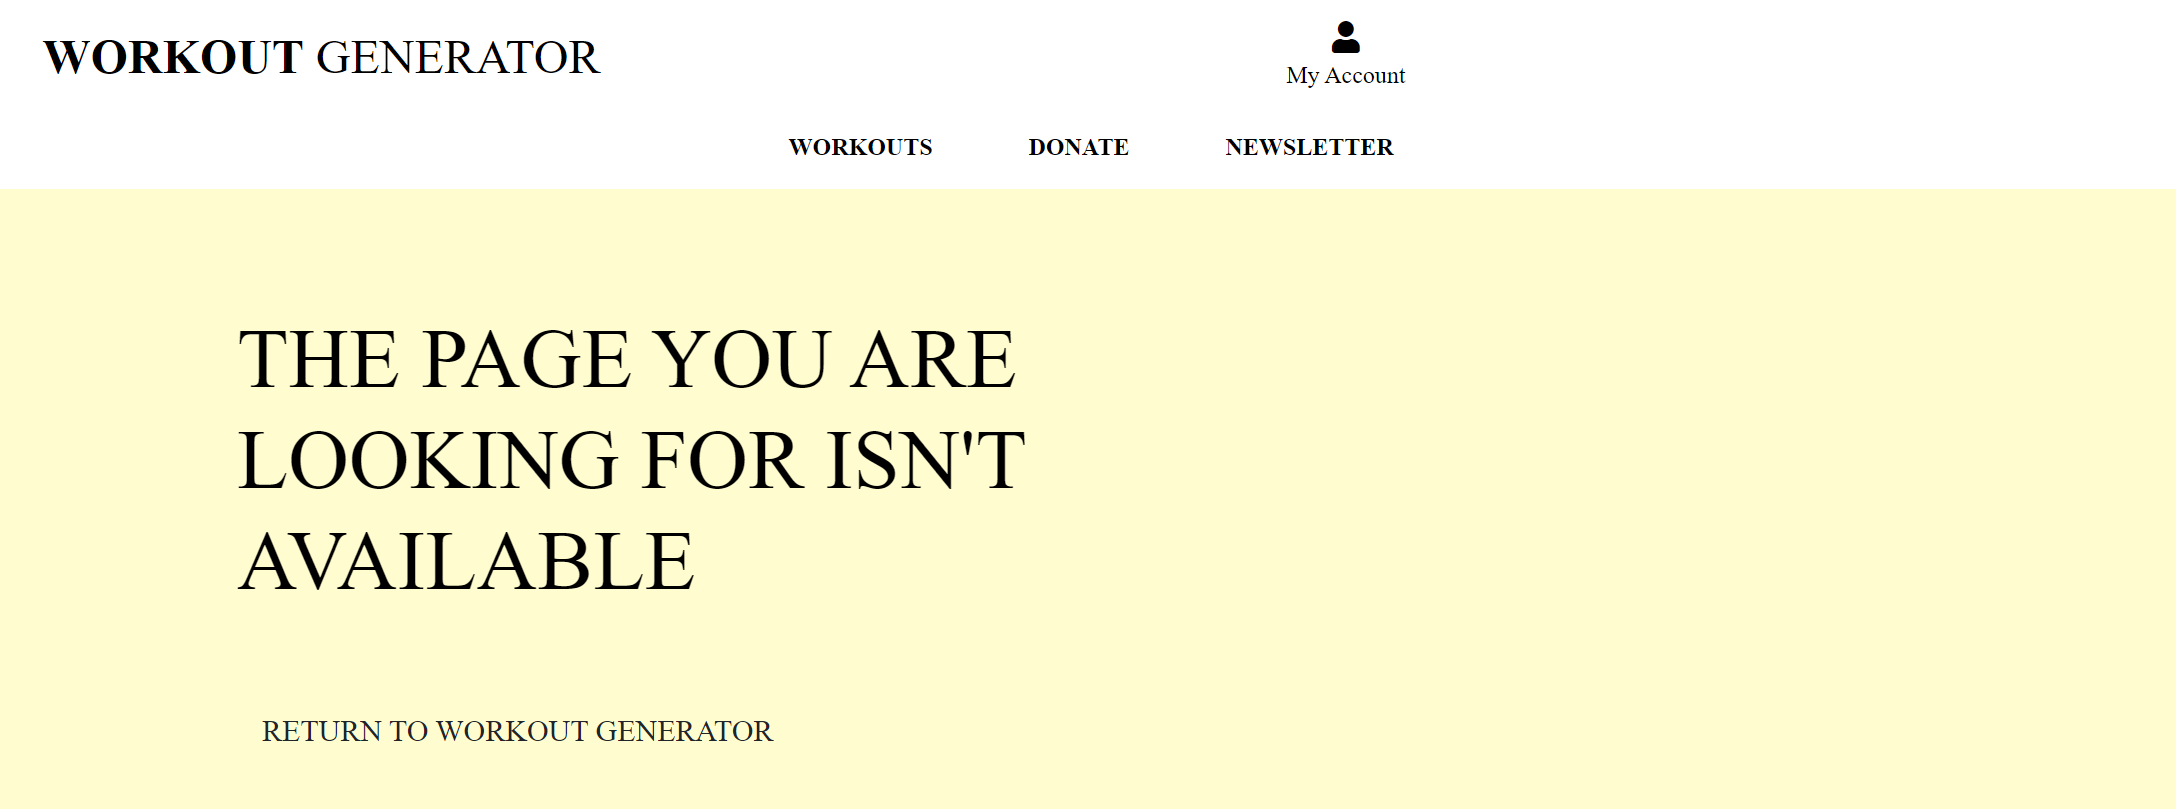 WORKOUT GENERATOR
My Account
WORKOUTS DONATE NEWSLETTER
THE PAGE YOU ARE
LOOKING FOR ISN'T
AVAILABLE
RETURN TO WORKOUT GENERATOR